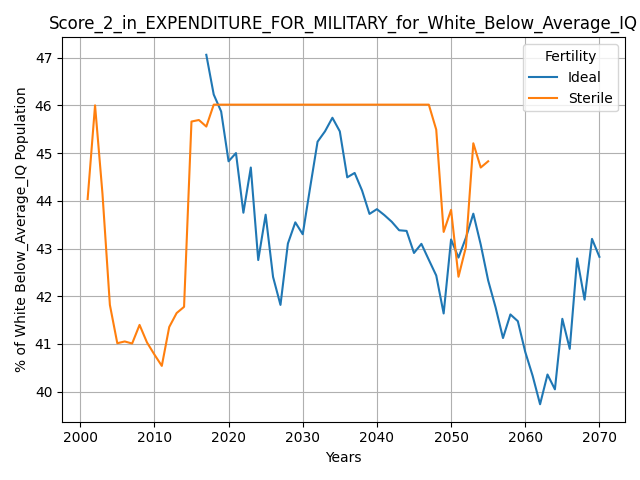 Score_2_in_EXPENDITURE_FOR_MILITARY_for_White_Below_Average_IQ
% of White Below_Average_IQ Population
47
46
45
44
43
42
41
40
Fertility
Ideal
Sterile
2000 2010 2020 2030 2040 2050 2060 2070
Years